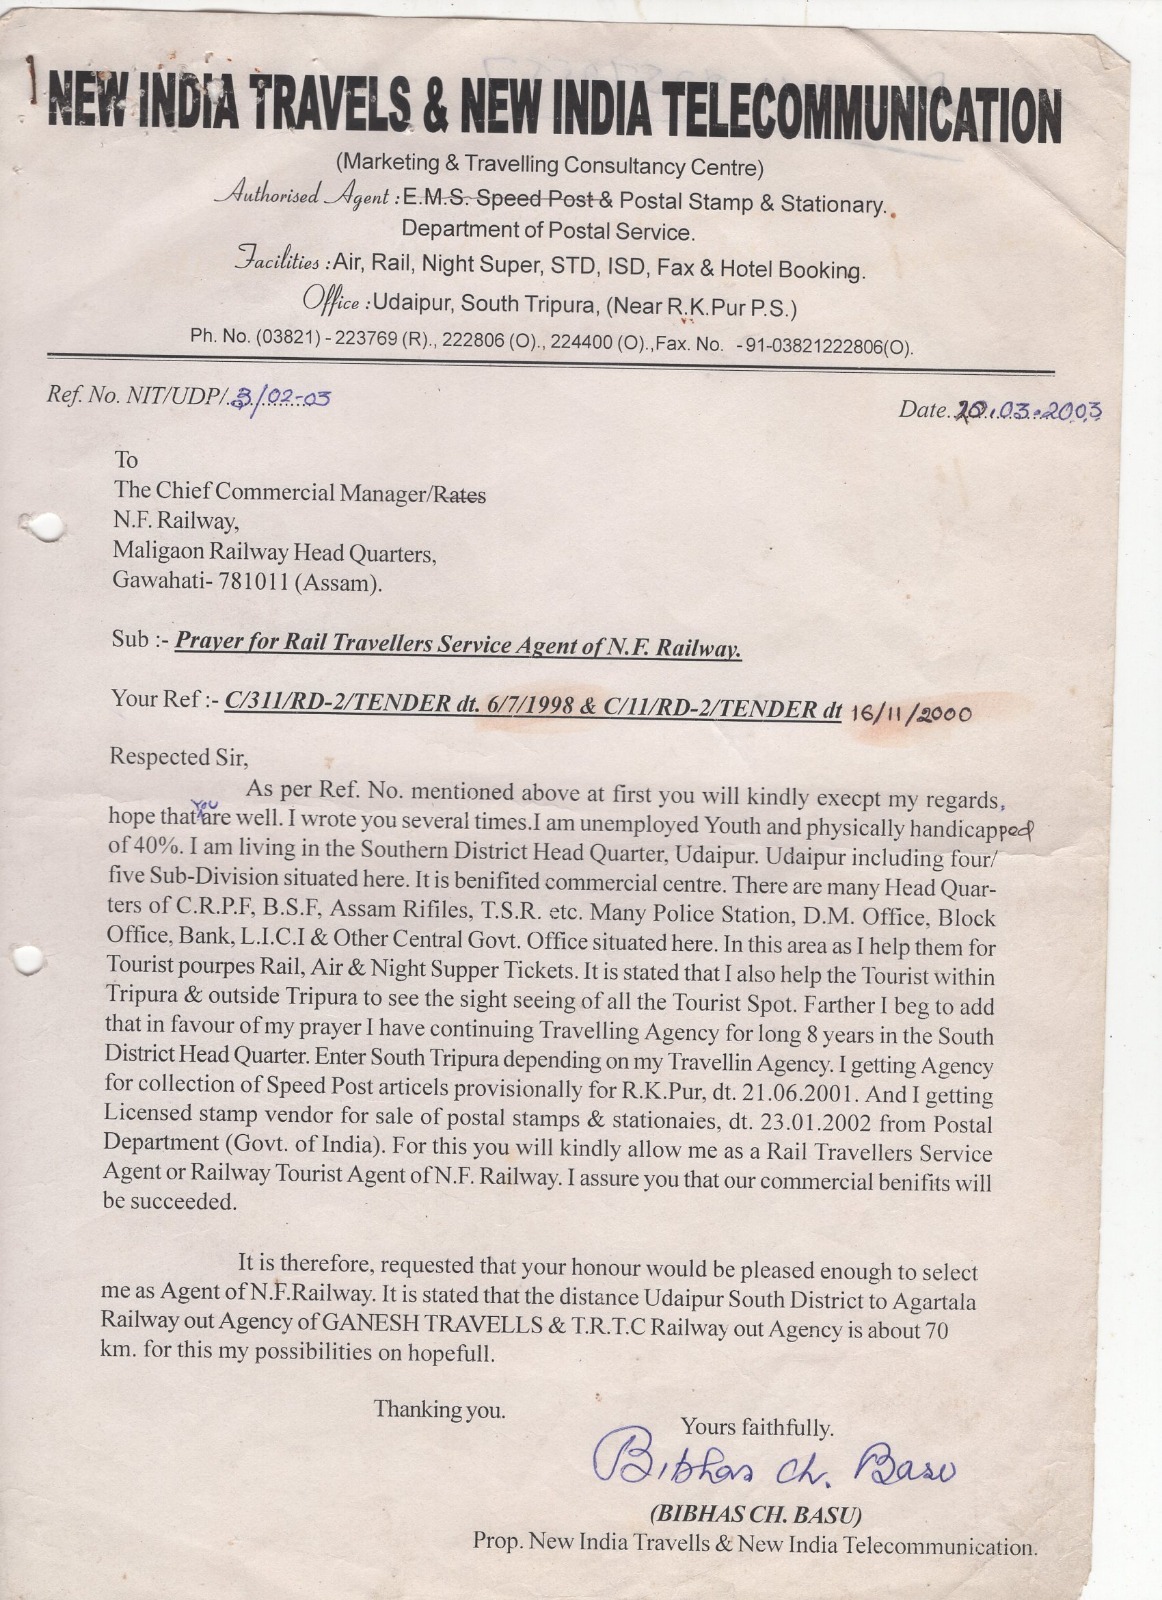 NEW INDIA TRAVELS & NEW INDIA TELECOMMUNICATION
(Marketing & Travelling Consultancy Centre)
Authorised Agent : E.M.S. Speed Post & Postal Stamp & Stationary.
Department of Postal Service.
Facilities : Air, Rail, Night Super, STD, ISD, Fax & Hotel Booking.
Office : Udaipur, South Tripura, (Near R.K.Pur P.S.)
Ph. No. (03821) - 223769 (R)., 222806 (O)., 224400 (O).,Fax. No. - 91-03821222806(O).
Ref. No. NIT/UDP/ 3/02-03
Date. 20.03.2003
To
The Chief Commercial Manager/Rates
N.F. Railway,
Maligaon Railway Head Quarters,
Gawahati- 781011 (Assam).
Sub :- Prayer for Rail Travellers Service Agent of N.F. Railway.
Your Ref :- C/311/RD-2/TENDER dt. 6/7/1998 & C/11/RD-2/TENDER dt 16/11/2000
Respected Sir,
As per Ref. No. mentioned above at first you will kindly execpt my regards,
hope that you are well. I wrote you several times.I am unemployed Youth and physically handicapped
of 40%. I am living in the Southern District Head Quarter, Udaipur. Udaipur including four/
five Sub-Division situated here. It is benifited commercial centre. There are many Head Quar-
ters of C.R.P.F, B.S.F, Assam Rifiles, T.S.R. etc. Many Police Station, D.M. Office, Block
Office, Bank, L.I.C.I & Other Central Govt. Office situated here. In this area as I help them for
Tourist pourpes Rail, Air & Night Supper Tickets. It is stated that I also help the Tourist within
Tripura & outside Tripura to see the sight seeing of all the Tourist Spot. Farther I beg to add
that in favour of my prayer I have continuing Travelling Agency for long 8 years in the South
District Head Quarter. Enter South Tripura depending on my Travellin Agency. I getting Agency
for collection of Speed Post articels provisionally for R.K.Pur, dt. 21.06.2001. And I getting
Licensed stamp vendor for sale of postal stamps & stationaies, dt. 23.01.2002 from Postal
Department (Govt. of India). For this you will kindly allow me as a Rail Travellers Service
Agent or Railway Tourist Agent of N.F. Railway. I assure you that our commercial benifits will
be succeeded.
It is therefore, requested that your honour would be pleased enough to select
me as Agent of N.F.Railway. It is stated that the distance Udaipur South District to Agartala
Railway out Agency of GANESH TRAVELLS & T.R.T.C Railway out Agency is about 70
km. for this my possibilities on hopefull.
Thanking you.
Yours faithfully.
Bibhas Ch. Basu
(BIBHAS CH. BASU)
Prop. New India Travells & New India Telecommunication.